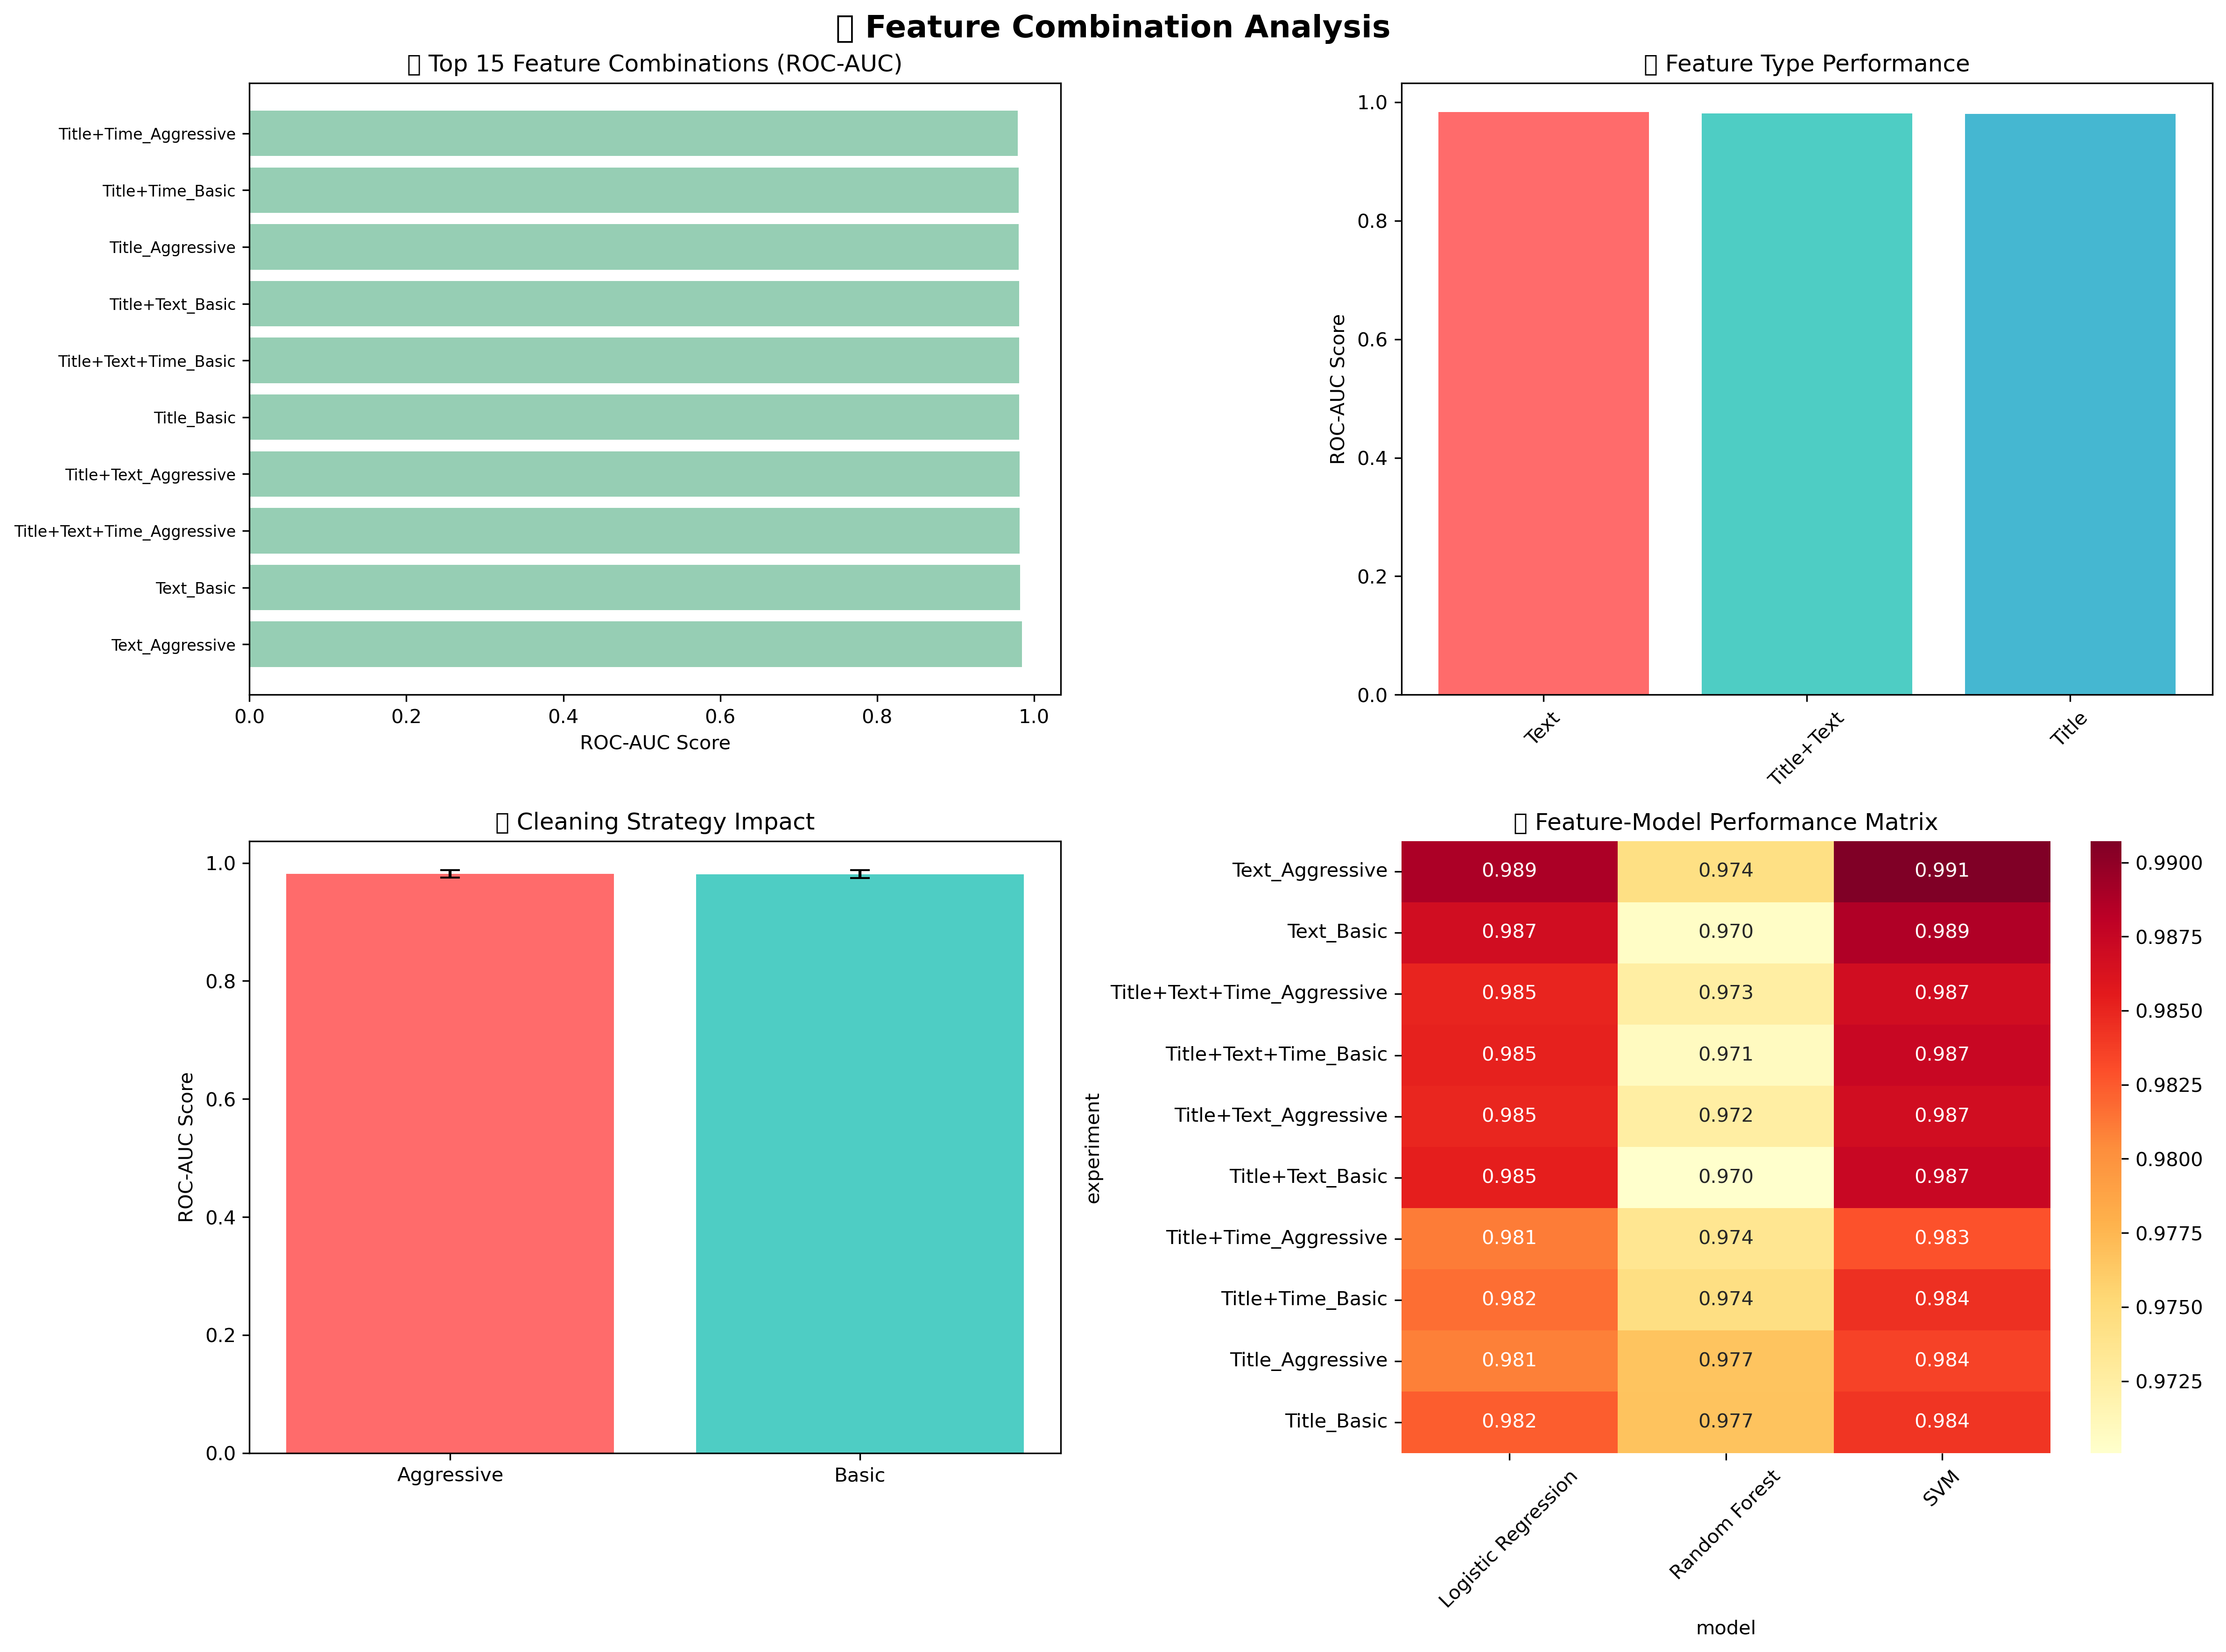 Feature Combination Analysis
Top 15 Feature Combinations (ROC-AUC)
Title+Time_Aggressive
Title+Time_Basic
Title_Aggressive
Title+Text_Basic
Title+Text+Time_Basic
Title_Basic
Title+Text_Aggressive
Title+Text+Time_Aggressive
Text_Basic
Text_Aggressive
0.0 0.2 0.4 0.6 0.8 1.0
ROC-AUC Score
Feature Type Performance
ROC-AUC Score
1.0
0.8
0.6
0.4
0.2
0.0
Text Title+Text Title
Cleaning Strategy Impact
ROC-AUC Score
1.0
0.8
0.6
0.4
0.2
0.0
Aggressive Basic
Feature-Model Performance Matrix
experiment
Text_Aggressive 0.989 0.974 0.991
Text_Basic 0.987 0.970 0.989
Title+Text+Time_Aggressive 0.985 0.973 0.987
Title+Text+Time_Basic 0.985 0.971 0.987
Title+Text_Aggressive 0.985 0.972 0.987
Title+Text_Basic 0.985 0.970 0.987
Title+Time_Aggressive 0.981 0.974 0.983
Title+Time_Basic 0.982 0.974 0.984
Title_Aggressive 0.981 0.977 0.984
Title_Basic 0.982 0.977 0.984
Logistic Regression Random Forest SVM
model
0.9900
0.9875
0.9850
0.9825
0.9800
0.9775
0.9750
0.9725